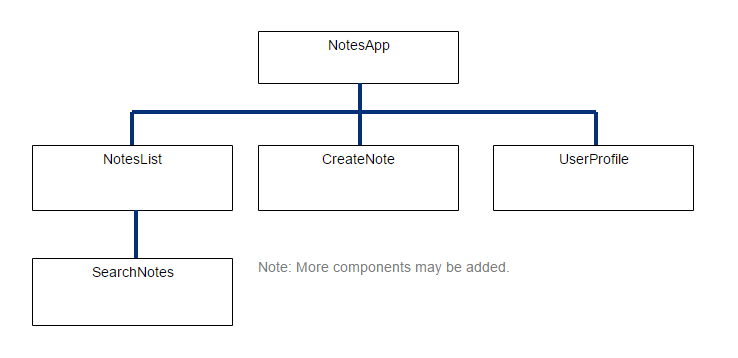 NotesApp
NotesList
CreateNote
UserProfile
SearchNotes
Note: More components may be added.